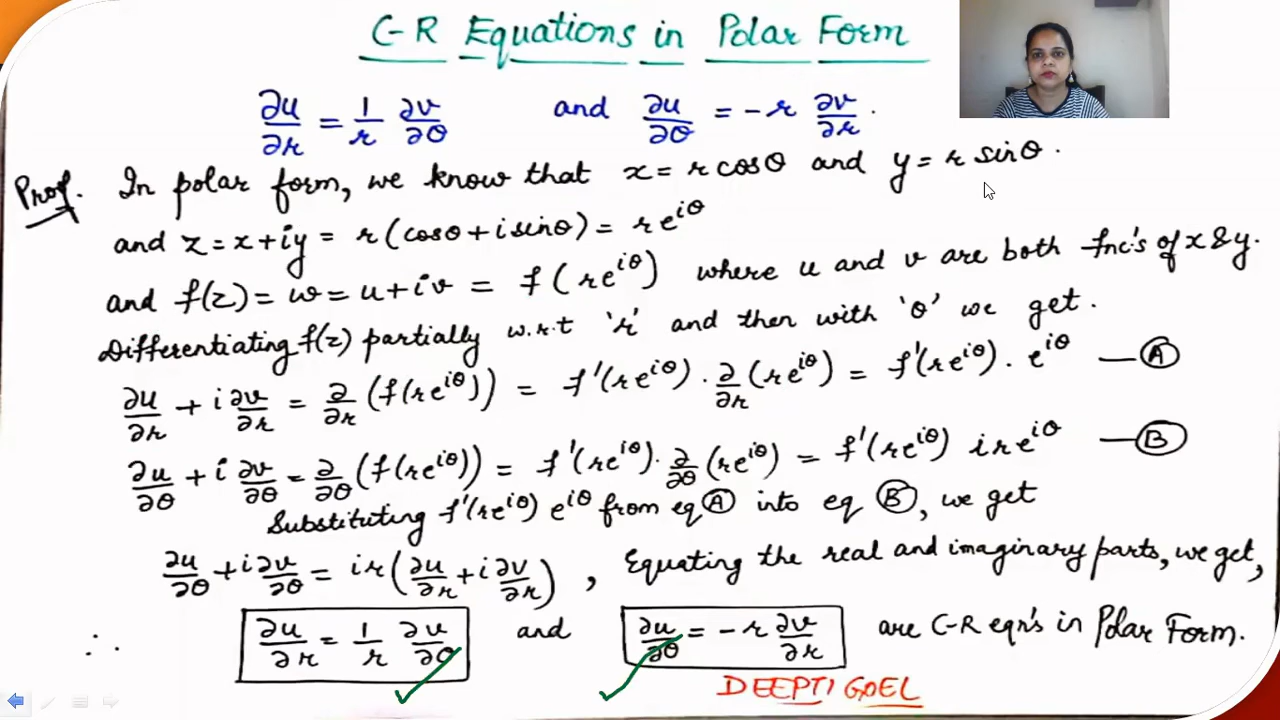 C-R Equations in Polar Form
∂u/∂r = 1/r ∂v/∂θ and ∂u/∂θ = -r ∂v/∂r.
Prof. In polar form, we know that x = r cosθ and y = r sinθ.
and z = x+iy = r(cosθ + i sinθ) = re^{iθ}
and f(z) = w = u+iv = f(re^{iθ}) where u and v are both fnc's of x & y.
Differentiating f(z) partially w.r.t 'r' and then with 'θ' we get.
∂u/∂r + i ∂v/∂r = ∂/∂r (f(re^{iθ})) = f'(re^{iθ}) . ∂/∂r (re^{iθ}) = f'(re^{iθ}) . e^{iθ} — Ⓐ
∂u/∂θ + i ∂v/∂θ = ∂/∂θ (f(re^{iθ})) = f'(re^{iθ}) . ∂/∂θ (re^{iθ}) = f'(re^{iθ}) ire^{iθ} — Ⓑ
Substituting f'(re^{iθ}) e^{iθ} from eq Ⓐ into eq Ⓑ, we get
∂u/∂θ + i ∂v/∂θ = ir(∂u/∂r + i ∂v/∂r), Equating the real and imaginary parts, we get,
∴ ∂u/∂r = 1/r ∂v/∂θ and ∂u/∂θ = -r ∂v/∂r are C-R eqn's in Polar Form.
DEEPTI GOEL